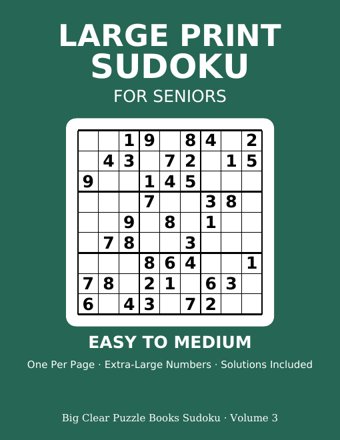 LARGE PRINT
SUDOKU
FOR SENIORS
1 9 8 4 2
4 3 7 2 1 5
9 1 4 5
7 3 8
9 8 1
7 8 3
8 6 4 1
7 8 2 1 6 3
6 4 3 7 2
EASY TO MEDIUM
One Per Page · Extra-Large Numbers · Solutions Included
Big Clear Puzzle Books Sudoku · Volume 3